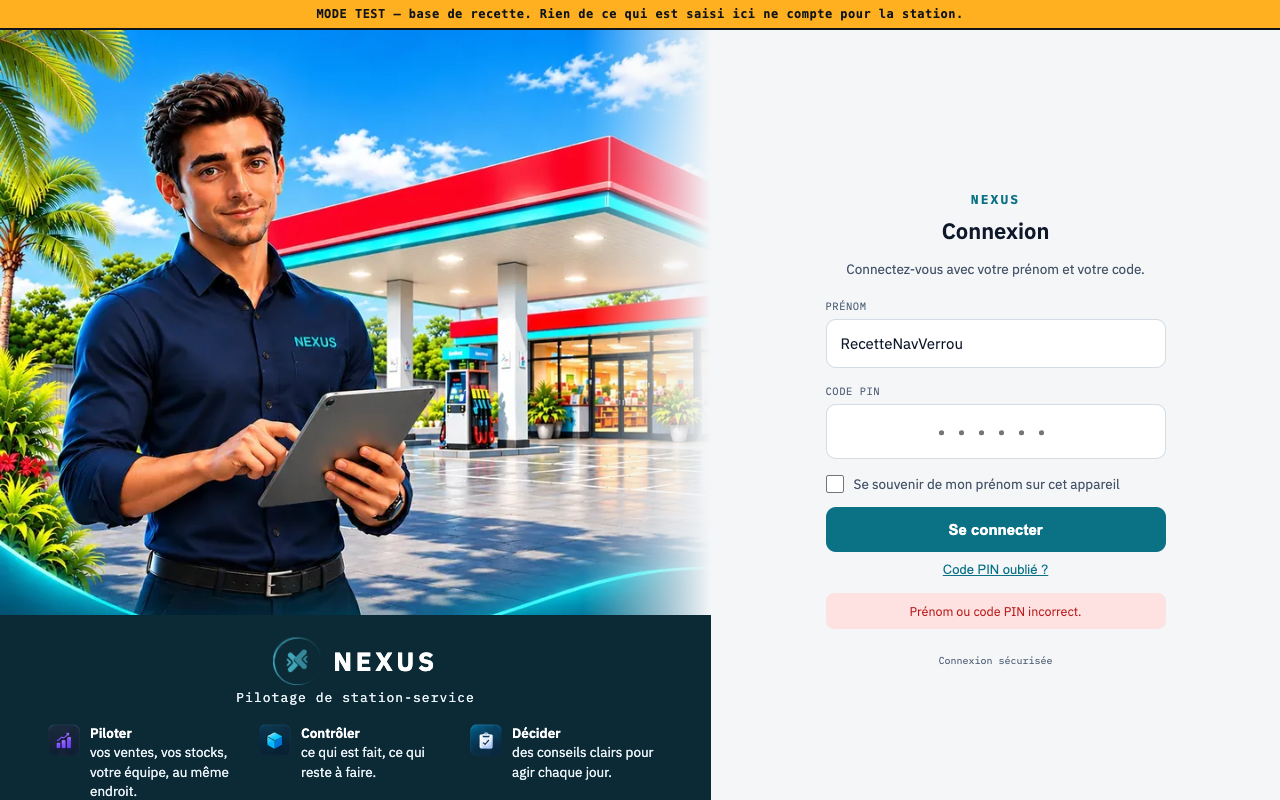 MODE TEST — base de recette. Rien de ce qui est saisi ici ne compte pour la station.
NEXUS
NEXUS
Pilotage de station-service
Piloter
vos ventes, vos stocks,
votre équipe, au même
endroit.
Contrôler
ce qui est fait, ce qui
reste à faire.
Décider
des conseils clairs pour
agir chaque jour.
NEXUS
Connexion
Connectez-vous avec votre prénom et votre code.
PRÉNOM
RecetteNavVerrou
CODE PIN
Se souvenir de mon prénom sur cet appareil
Se connecter
Code PIN oublié ?
Prénom ou code PIN incorrect.
Connexion sécurisée